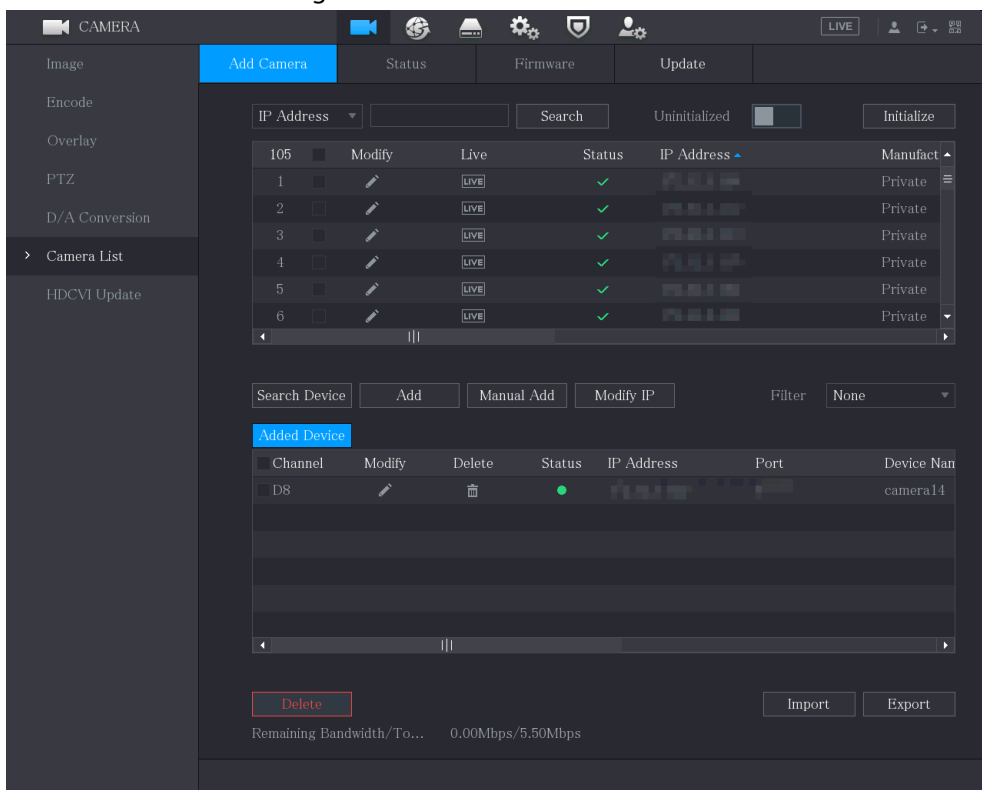 CAMERA LIVE
Image Add Camera Status Firmware Update
Encode
IP Address Search Uninitialized Initialize
Overlay
105 Modify Live Status IP Address Manufact
PTZ
1 LIVE Private
2 LIVE Private
D/A Conversion
3 LIVE Private
Camera List
4 LIVE Private
5 LIVE Private
HDCVI Update
6 LIVE Private
Search Device Add Manual Add Modify IP Filter None
Added Device
Channel Modify Delete Status IP Address Port Device Nam
D8 camera14
Delete Import Export
Remaining Bandwidth/To... 0.00Mbps/5.50Mbps